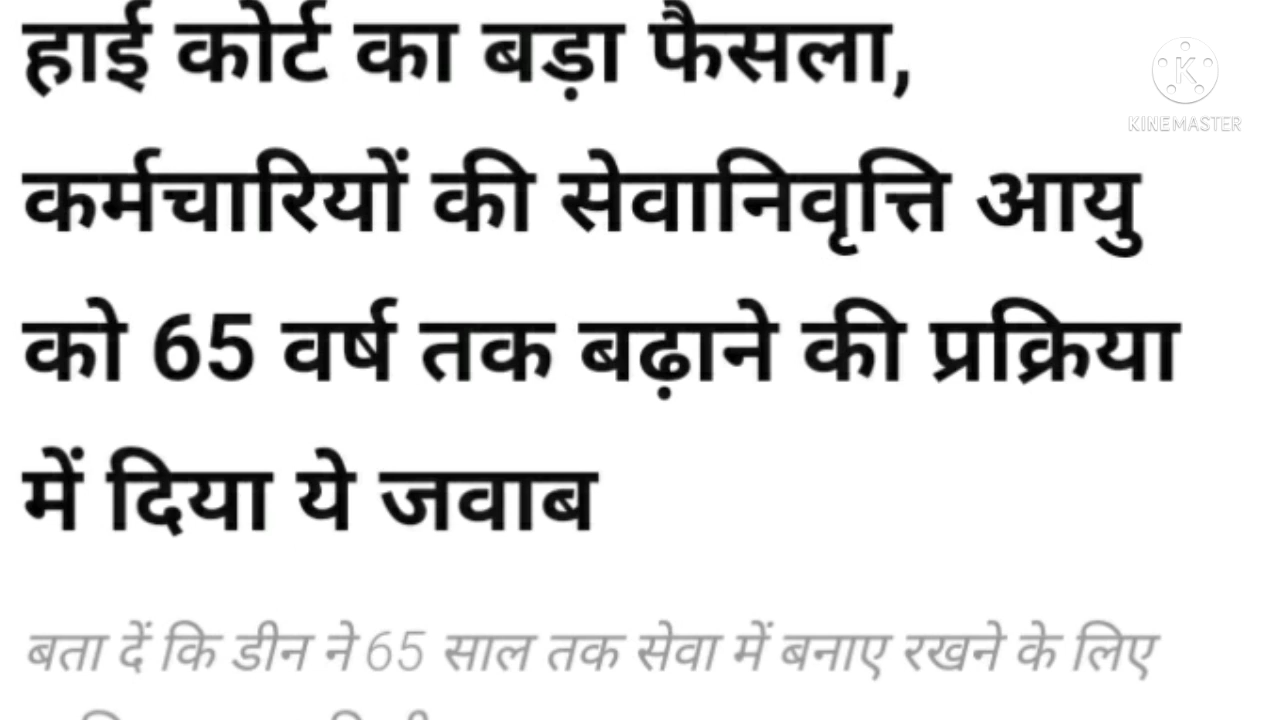 हाई कोर्ट का बड़ा फैसला,
KINEMASTER
कर्मचारियों की सेवानिवृत्ति आयु
को 65 वर्ष तक बढ़ाने की प्रक्रिया
में दिया ये जवाब
बता दें कि डीन ने 65 साल तक सेवा में बनाए रखने के लिए